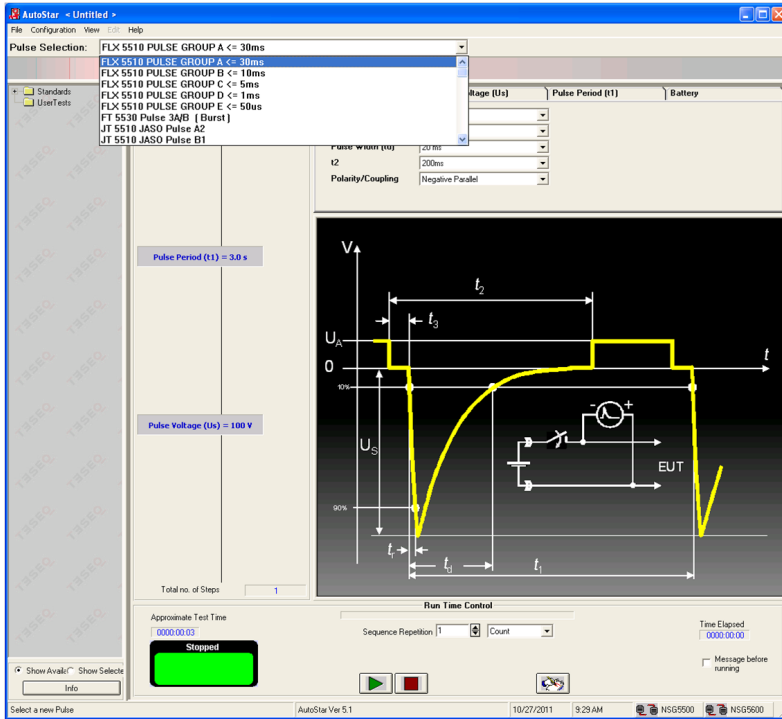 AutoStar < Untitled >
File Configuration View Edit Help
Pulse Selection: FLX 5510 PULSE GROUP A <= 30ms
FLX 5510 PULSE GROUP A <= 30ms
FLX 5510 PULSE GROUP B <= 10ms
FLX 5510 PULSE GROUP C <= 5ms
FLX 5510 PULSE GROUP D <= 1ms
FLX 5510 PULSE GROUP E <= 50us
FT 5530 Pulse 3A/B (Burst)
JT 5510 JASO Pulse A2
JT 5510 JASO Pulse B1
Standards
UserTests
ltage (Us) Pulse Period (t1) Battery
Pulse Width (td) 20 ms
t2 200ms
Polarity/Coupling Negative Parallel
Pulse Period (t1) = 3.0 s
Pulse Voltage (Us) = 100 V
V
t2
t3
UA
0
t
10%
US
- +
EUT
90%
tr
td
t1
TESEQ
Total no. of Steps 1
Run Time Control
Approximate Test Time
0000:00:03
Stopped
Sequence Repetition 1 Count
Time Elapsed
0000:00:00
Message before
running
Show Availa Show Selecte
Info
Select a new Pulse AutoStar Ver 5.1 10/27/2011 9:29 AM NSG5500 NSG5600